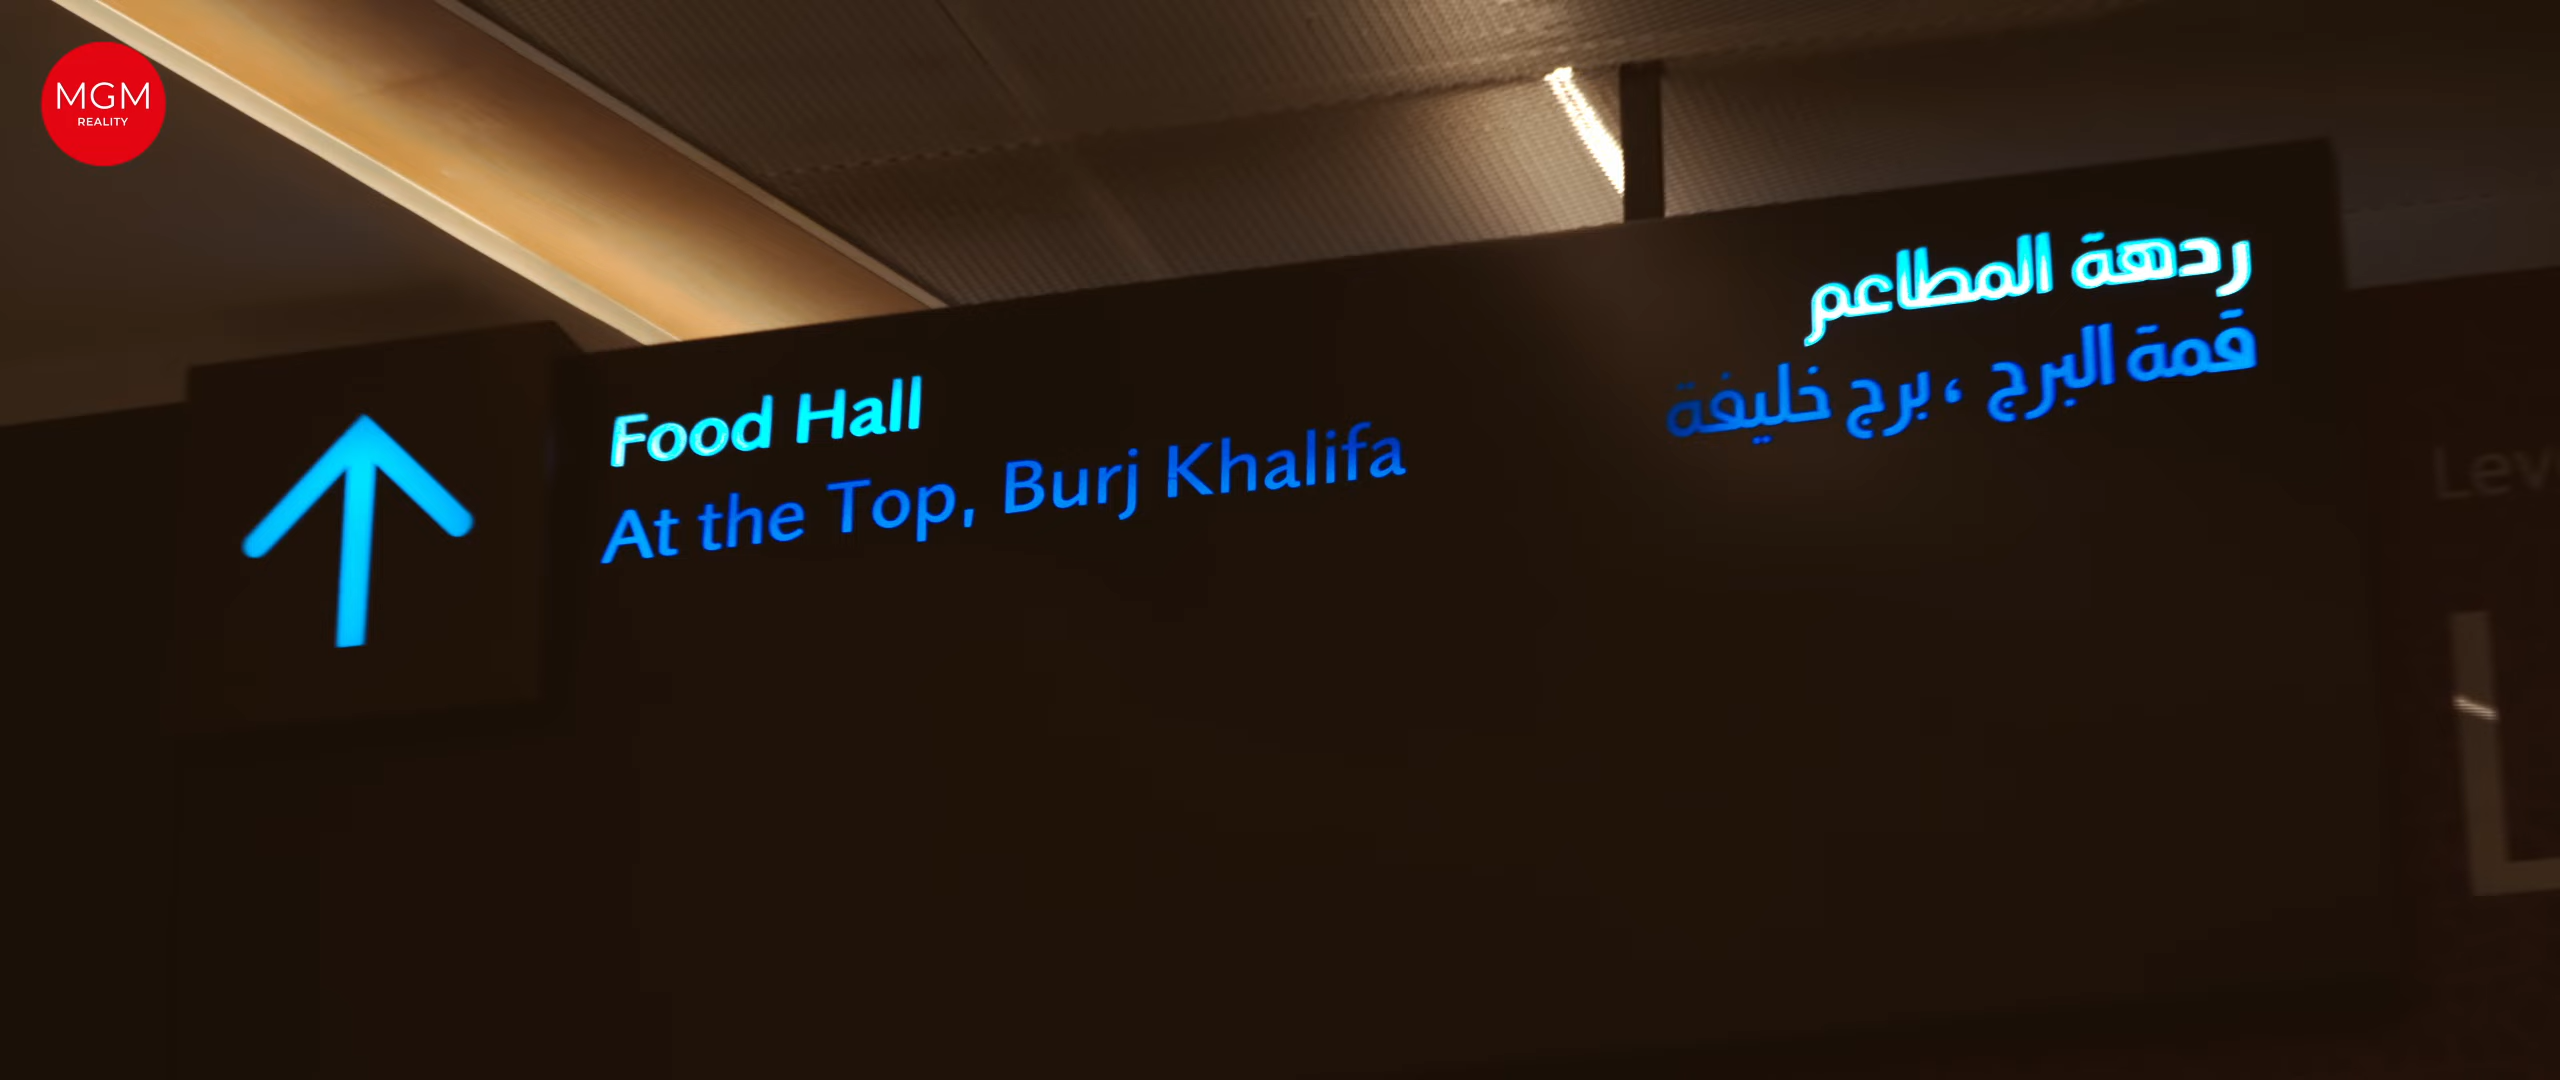 MGM
REALITY
Food Hall
At the Top, Burj Khalifa
ردهة المطاعم
قمة البرج ، برج خليفة